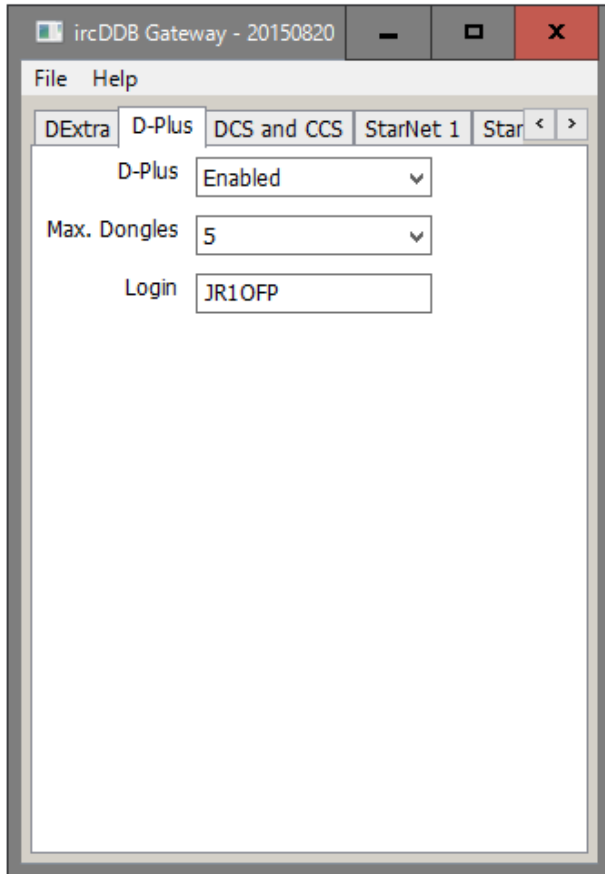 ircDDB Gateway - 20150820
File Help
DExtra D-Plus DCS and CCS StarNet 1 Star
D-Plus Enabled
Max. Dongles 5
Login JR1OFP